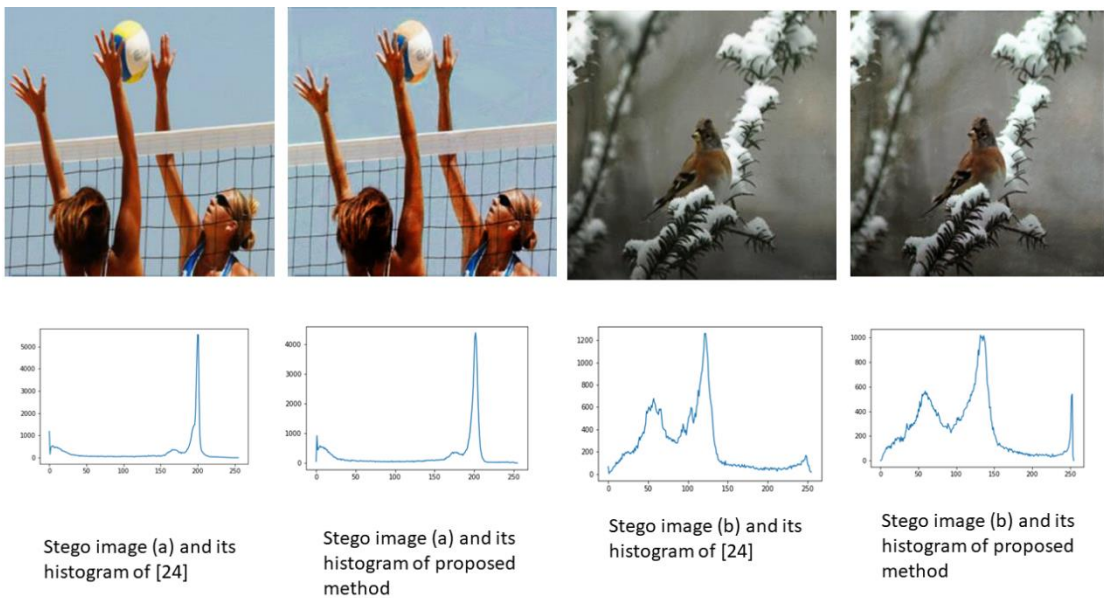 5000
4000
3000
2000
1000
0
0 50 100 150 200 250
4000
3000
2000
1000
0
0 50 100 150 200 250
1200
1000
800
600
400
200
0
0 50 100 150 200 250
1000
800
600
400
200
0
0 50 100 150 200 250
Stego image (a) and its
histogram of [24]
Stego image (a) and its
histogram of proposed
method
Stego image (b) and its
histogram of [24]
Stego image (b) and its
histogram of proposed
method